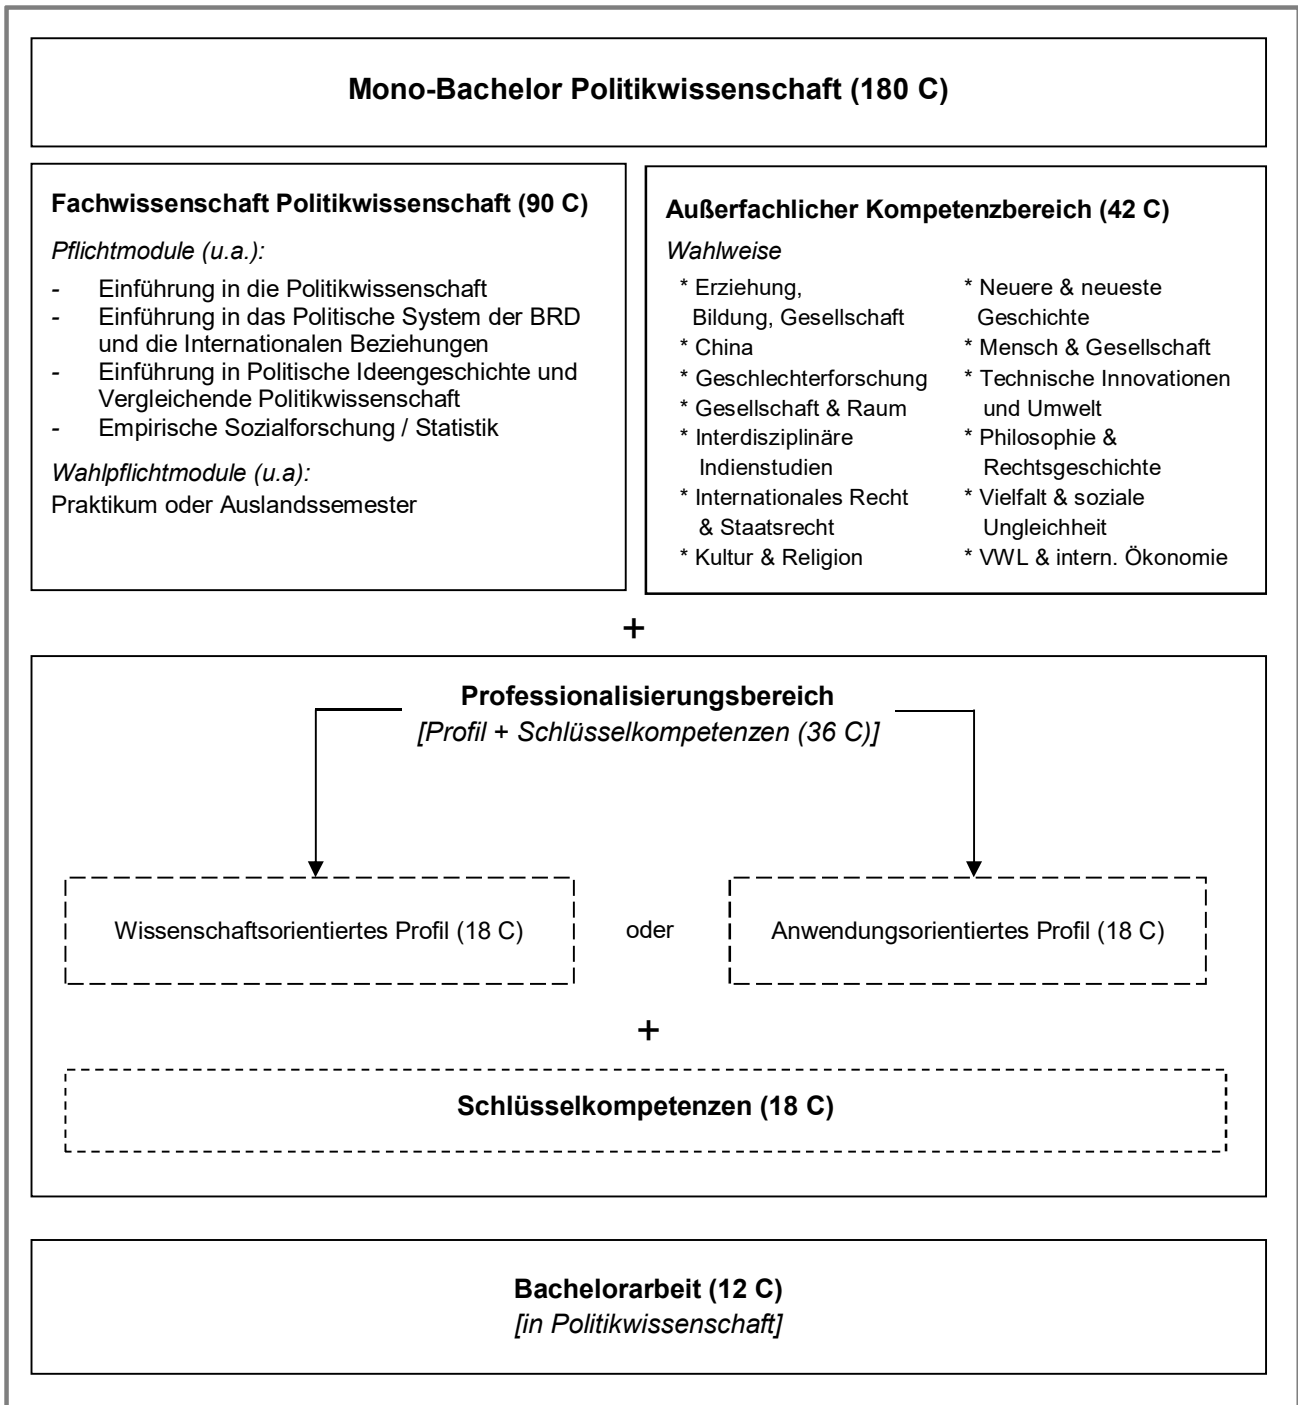 Mono-Bachelor Politikwissenschaft (180 C)
Fachwissenschaft Politikwissenschaft (90 C)
Pflichtmodule (u.a.):
- Einführung in die Politikwissenschaft
- Einführung in das Politische System der BRD
und die Internationalen Beziehungen
- Einführung in Politische Ideengeschichte und
Vergleichende Politikwissenschaft
- Empirische Sozialforschung / Statistik
Wahlpflichtmodule (u.a):
Praktikum oder Auslandssemester
Außerfachlicher Kompetenzbereich (42 C)
Wahlweise
* Erziehung,
Bildung, Gesellschaft
* China
* Geschlechterforschung
* Gesellschaft & Raum
* Interdisziplinäre
Indienstudien
* Internationales Recht
& Staatsrecht
* Kultur & Religion
* Neuere & neueste
Geschichte
* Mensch & Gesellschaft
* Technische Innovationen
und Umwelt
* Philosophie &
Rechtsgeschichte
* Vielfalt & soziale
Ungleichheit
* VWL & intern. Ökonomie
+
Professionalisierungsbereich
[Profil + Schlüsselkompetenzen (36 C)]
Wissenschaftsorientiertes Profil (18 C)
oder
Anwendungsorientiertes Profil (18 C)
+
Schlüsselkompetenzen (18 C)
Bachelorarbeit (12 C)
[in Politikwissenschaft]